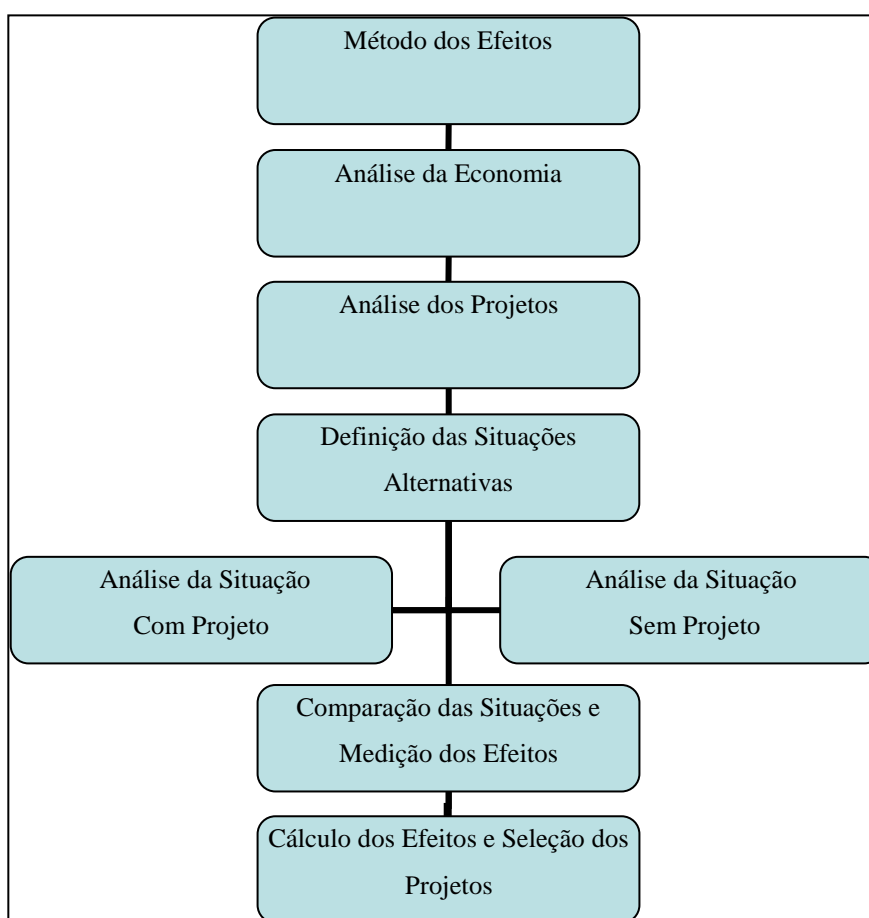 Método dos Efeitos
Análise da Economia
Análise dos Projetos
Definição das Situações
Alternativas
Análise da Situação
Com Projeto
Análise da Situação
Sem Projeto
Comparação das Situações e
Medição dos Efeitos
Cálculo dos Efeitos e Seleção dos
Projetos